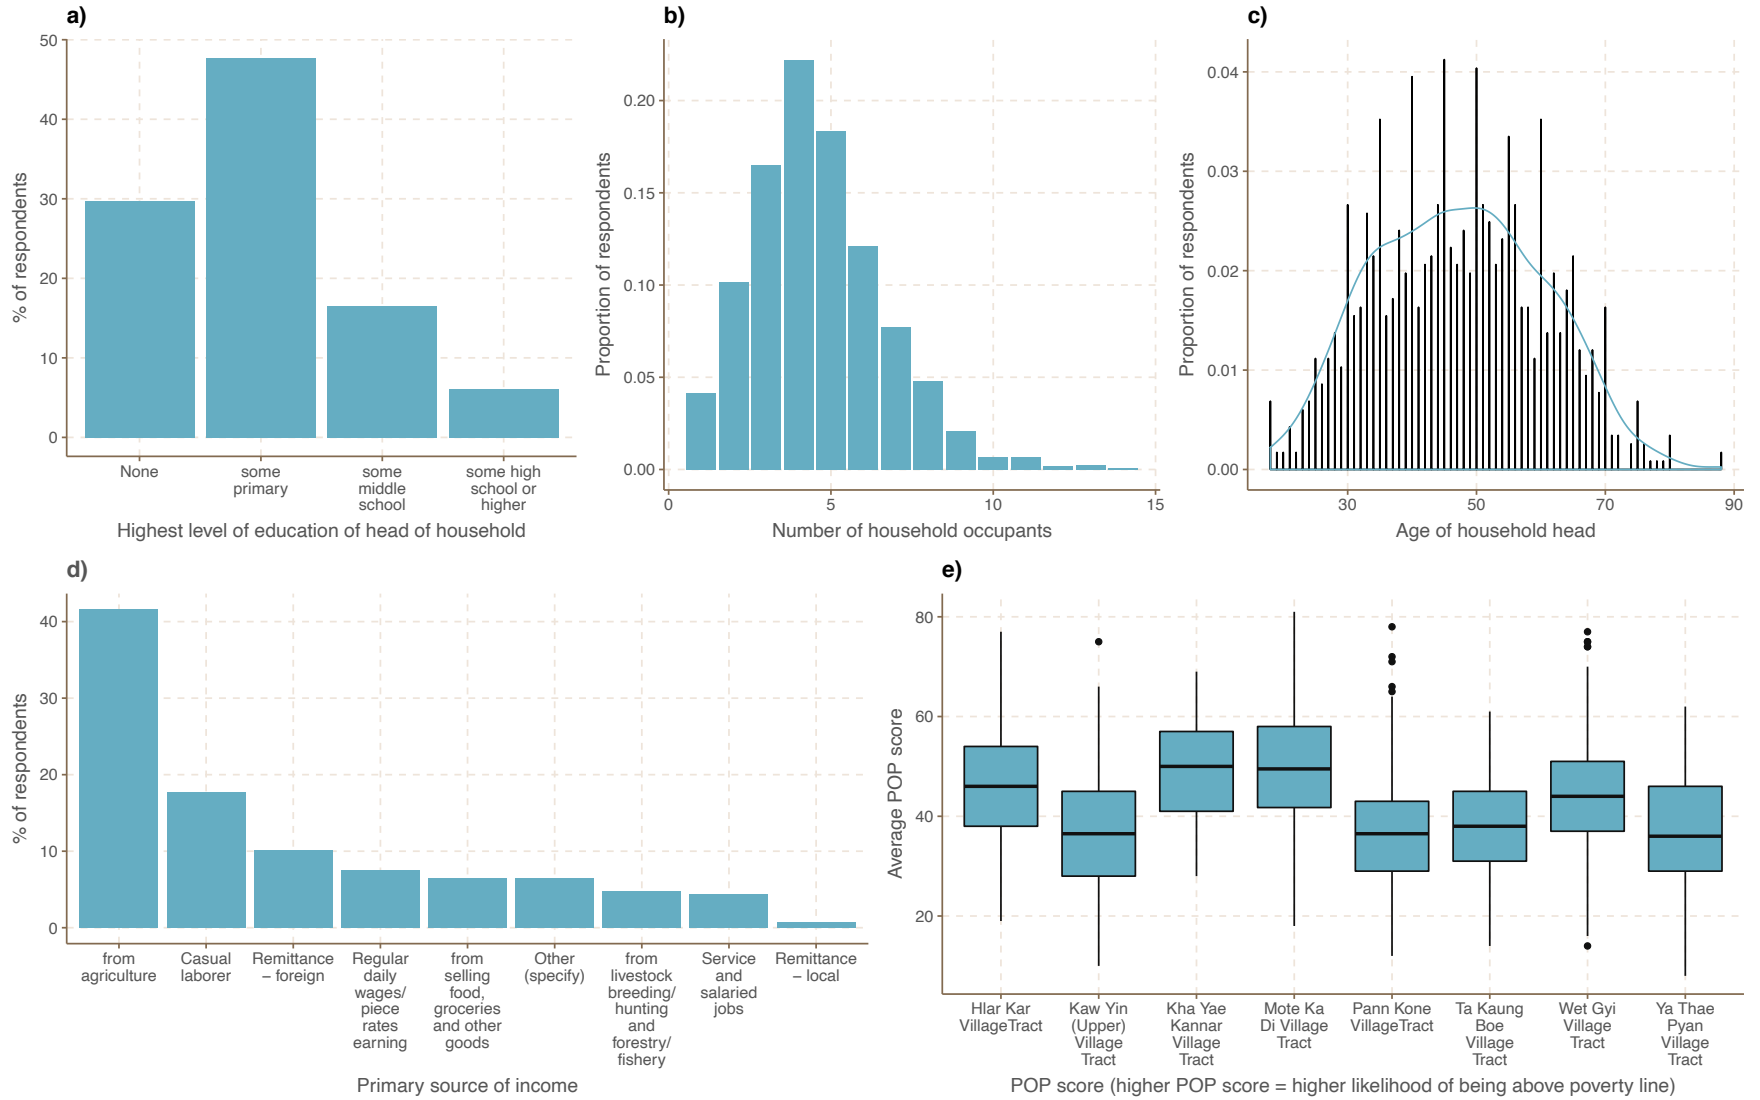 a)
50
40
30
20
10
0
% of respondents
None
some
primary
some
middle
school
some high
school or
higher
Highest level of education of head of household
b)
0.20
0.15
0.10
0.05
0.00
Proportion of respondents
0
5
10
15
Number of household occupants
c)
0.04
0.03
0.02
0.01
0.00
Proportion of respondents
30
50
70
90
Age of household head
d)
40
30
20
10
0
% of respondents
from
agriculture
Casual
laborer
Remittance
– foreign
Regular
daily
wages/
piece
rates
earning
from
selling
food,
groceries
and other
goods
Other
(specify)
from
livestock
breeding/
hunting
and
forestry/
fishery
Service
and
salaried
jobs
Remittance
– local
Primary source of income
e)
80
60
40
20
Average POP score
Hlar Kar
VillageTract
Kaw Yin
(Upper)
Village
Tract
Kha Yae
Kannar
Village
Tract
Mote Ka
Di Village
Tract
Pann Kone
VillageTract
Ta Kaung
Boe
Village
Tract
Wet Gyi
Village
Tract
Ya Thae
Pyan
Village
Tract
POP score (higher POP score = higher likelihood of being above poverty line)